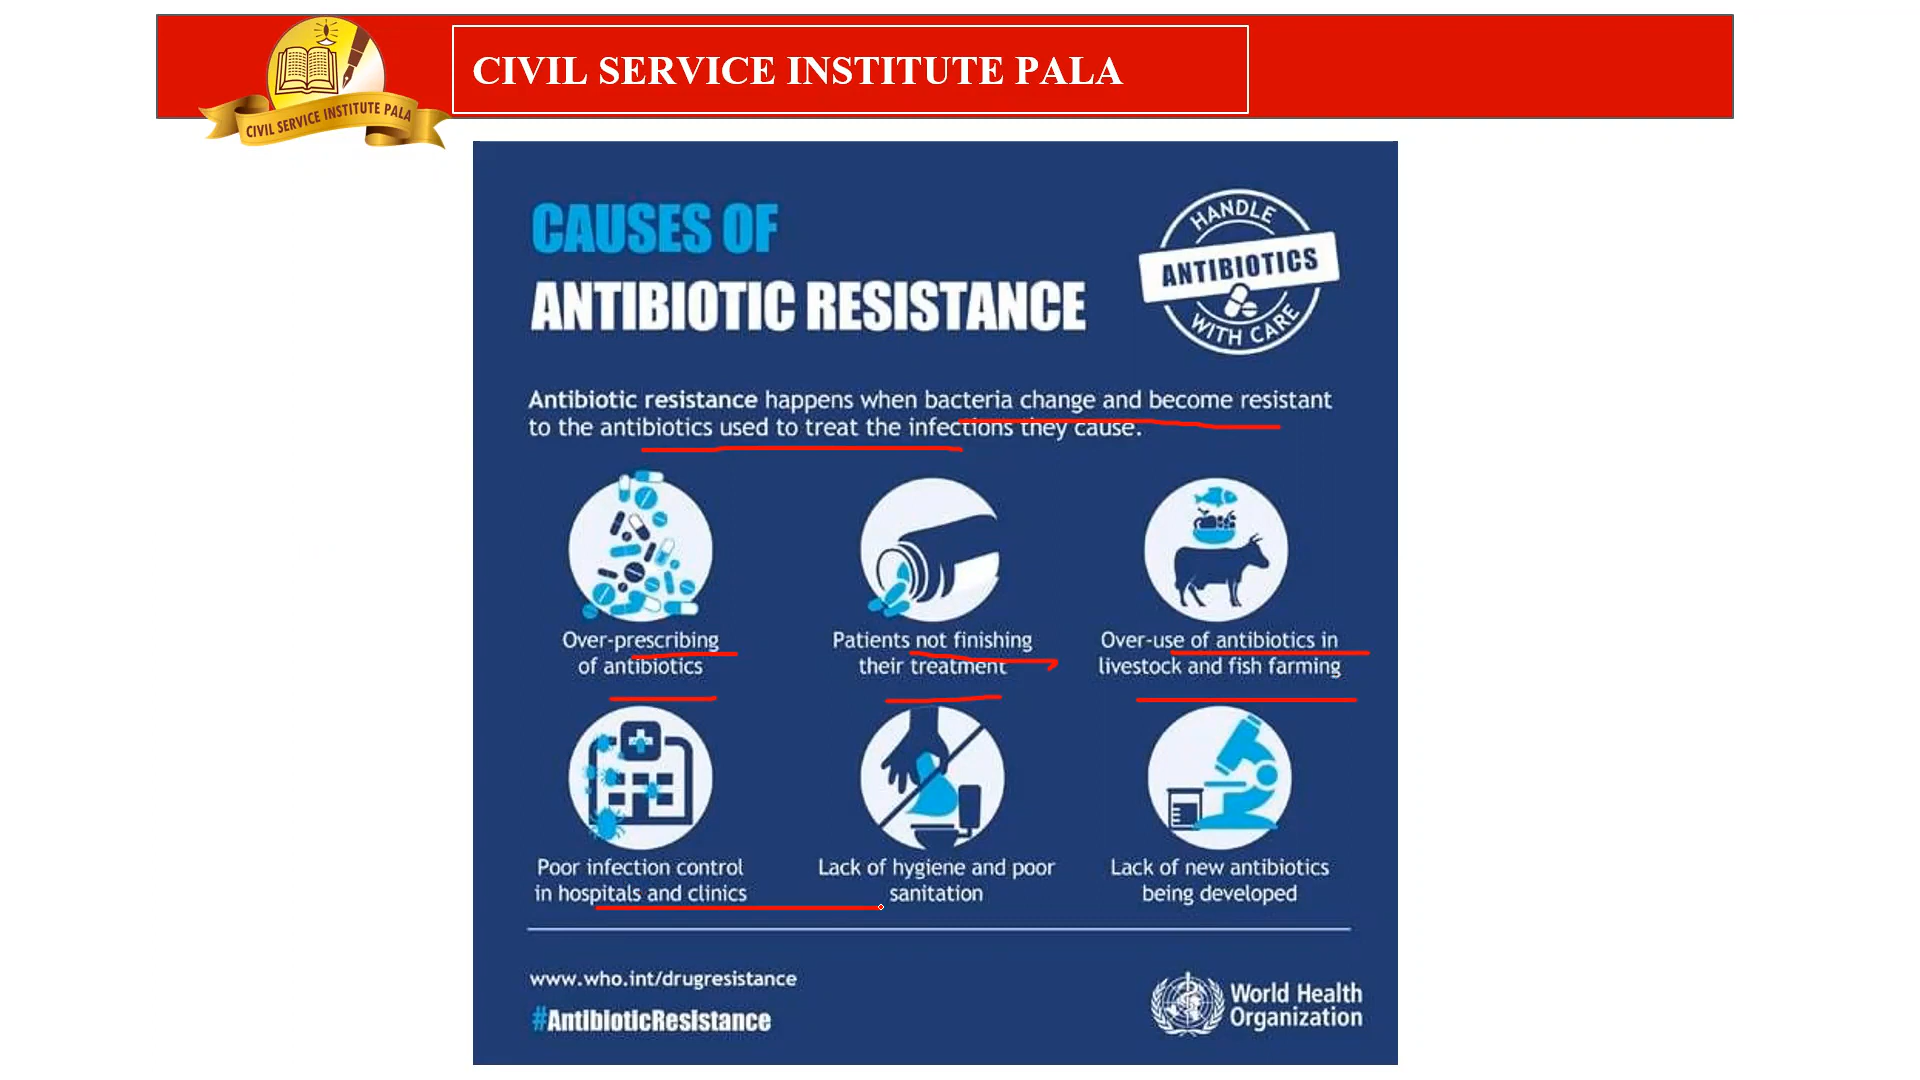 CIVIL SERVICE INSTITUTE PALA
CIVIL SERVICE INSTITUTE PALA
CAUSES OF
ANTIBIOTIC RESISTANCE
HANDLE
ANTIBIOTICS
WITH CARE
Antibiotic resistance happens when bacteria change and become resistant
to the antibiotics used to treat the infections they cause.
Over-prescribing
of antibiotics
Patients not finishing
their treatment
Over-use of antibiotics in
livestock and fish farming
Poor infection control
in hospitals and clinics
Lack of hygiene and poor
sanitation
Lack of new antibiotics
being developed
www.who.int/drugresistance
#AntibioticResistance
World Health
Organization